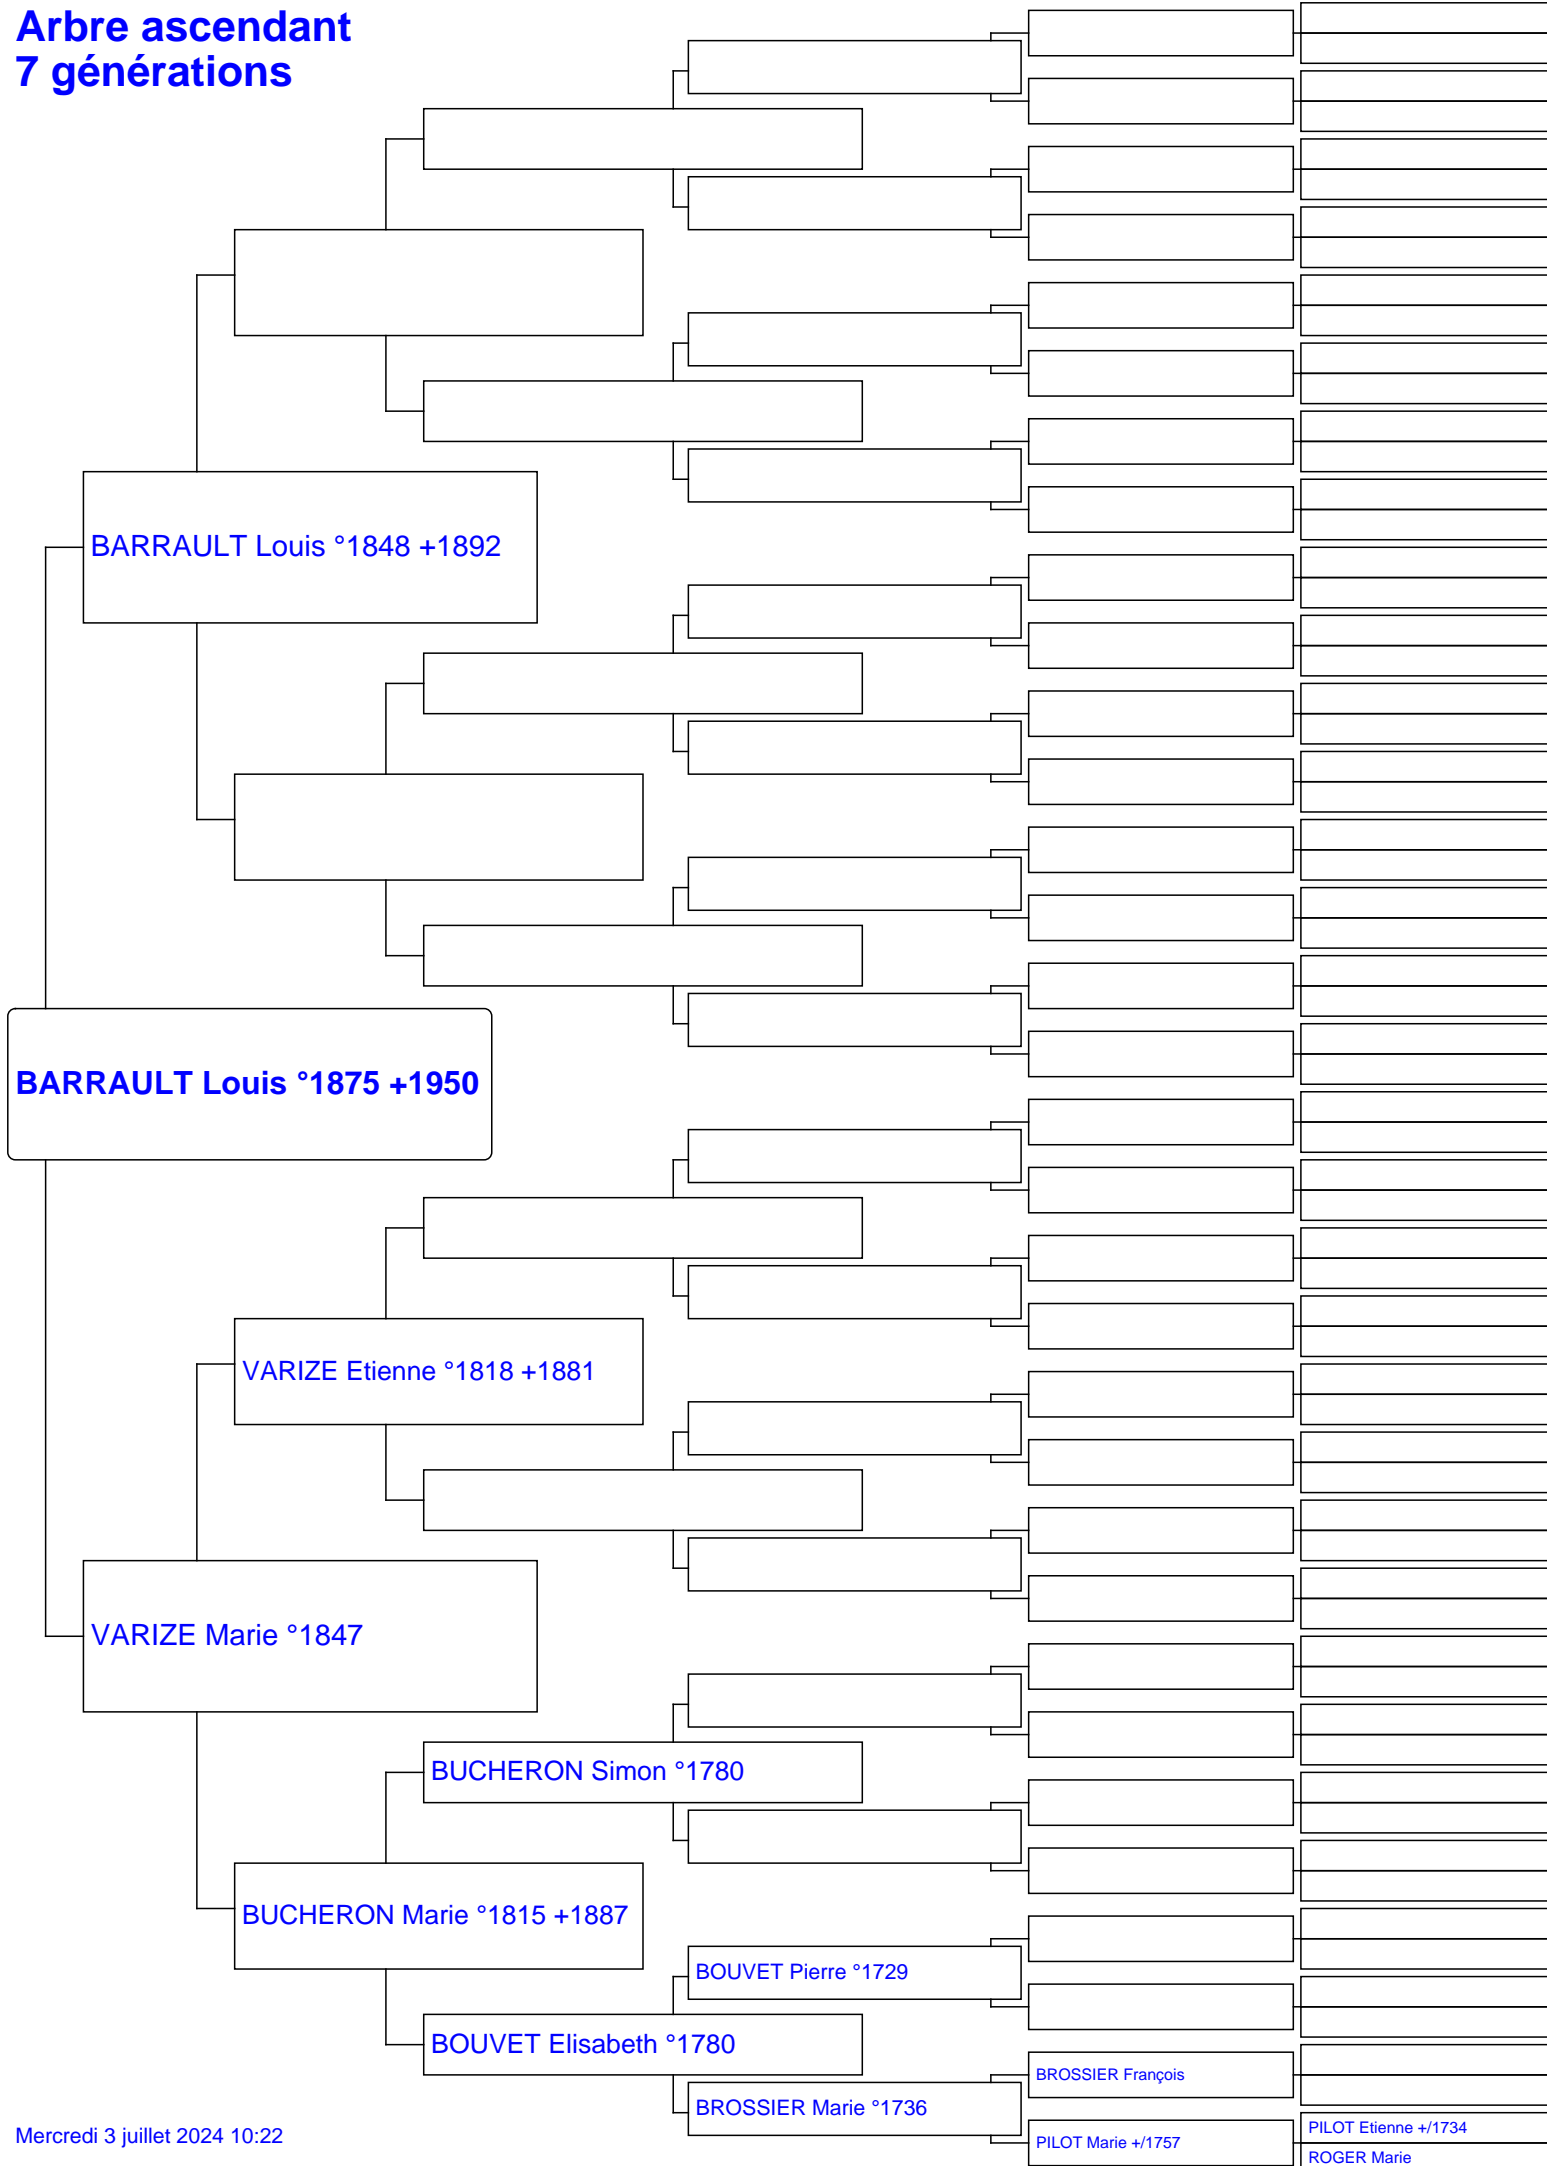 Arbre ascendant
7 générations
BARRAULT Louis °1848 +1892
BARRAULT Louis °1875 +1950
VARIZE Etienne °1818 +1881
VARIZE Marie °1847
BUCHERON Simon °1780
BUCHERON Marie °1815 +1887
BOUVET Pierre °1729
BOUVET Elisabeth °1780
BROSSIER François
BROSSIER Marie °1736
PILOT Etienne +/1734
PILOT Marie +/1757
ROGER Marie
Mercredi 3 juillet 2024 10:22